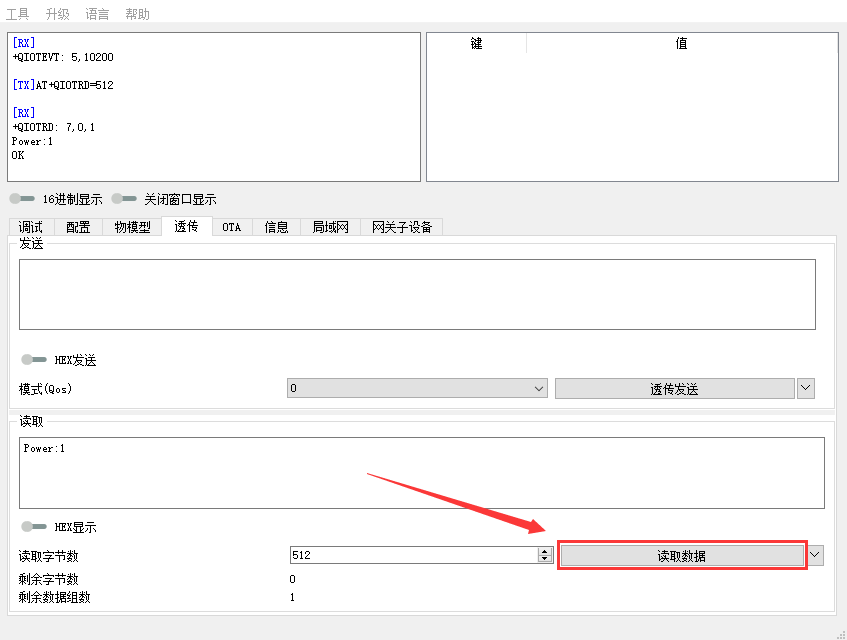 工具 升级 语言 帮助
[RX]
+QIOTEVT: 5,10200
[TX]AT+QIOTRD=512
[RX]
+QIOTRD: 7,0,1
Power:1
OK
键 值
16进制显示 关闭窗口显示
调试 配置 物模型 透传 OTA 信息 局域网 网关子设备
发送
HEX发送
模式(Qos) 0 透传发送
读取
Power:1
HEX显示
读取字节数 512 读取数据
剩余字节数 0
剩余数据组数 1